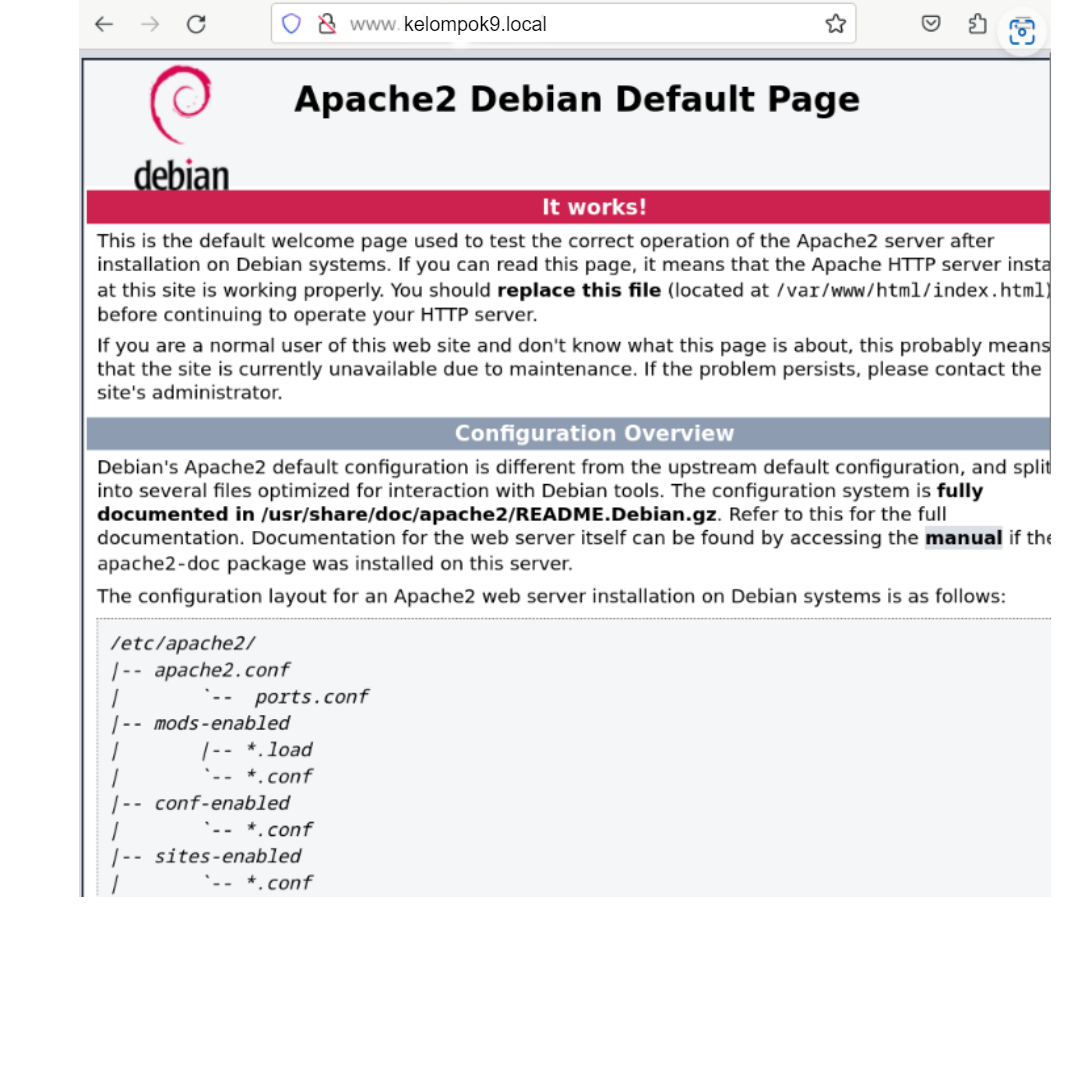 www. kelompok9.local
Apache2 Debian Default Page
debian
It works!
This is the default welcome page used to test the correct operation of the Apache2 server after
installation on Debian systems. If you can read this page, it means that the Apache HTTP server insta
at this site is working properly. You should replace this file (located at /var/www/html/index.html)
before continuing to operate your HTTP server.
If you are a normal user of this web site and don't know what this page is about, this probably means
that the site is currently unavailable due to maintenance. If the problem persists, please contact the
site's administrator.
Configuration Overview
Debian's Apache2 default configuration is different from the upstream default configuration, and split
into several files optimized for interaction with Debian tools. The configuration system is fully
documented in /usr/share/doc/apache2/README.Debian.gz. Refer to this for the full
documentation. Documentation for the web server itself can be found by accessing the manual if the
apache2-doc package was installed on this server.
The configuration layout for an Apache2 web server installation on Debian systems is as follows:
/etc/apache2/
|-- apache2.conf
|       `--  ports.conf
|-- mods-enabled
|       |-- *.load
|       `-- *.conf
|-- conf-enabled
|       `-- *.conf
|-- sites-enabled
|       `-- *.conf